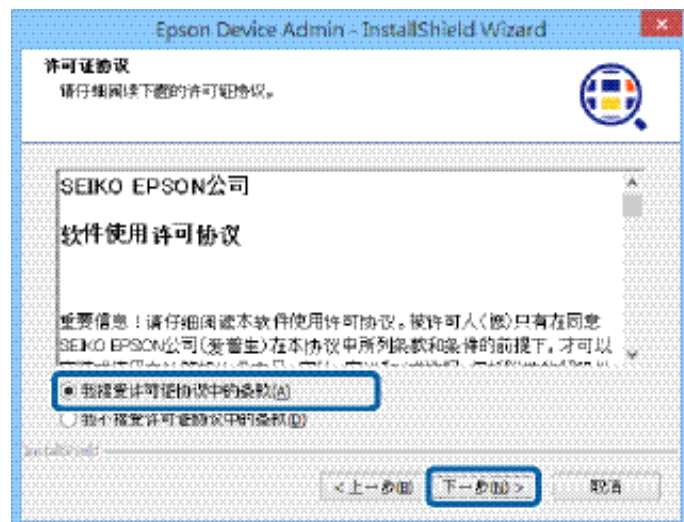 Epson Device Admin - InstallShield Wizard
许可证协议
请仔细阅读下面的许可证协议。
SEIKO EPSON公司
软件使用许可协议
重要信息！请仔细阅读本软件使用许可协议。被许可人(您)只有在同意
SEIKO EPSON公司(爱普生)在本协议中所列条款和条件的前提下，才可以
我接受许可证协议中的条款(A)
我不接受许可证协议中的条款(D)
InstallShield
<上一步(B)
下一步(N) >
取消